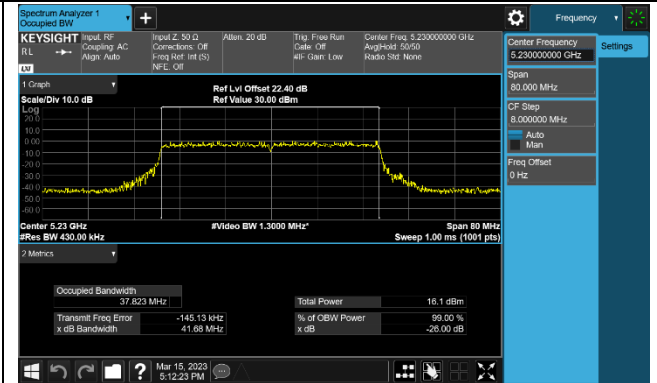 Spectrum Analyzer 1
Occupied BW
Frequency
KEYSIGHT
RL
LXI
Input: RF
Coupling: AC
Align: Auto
Input Z: 50 Ω
Corrections: Off
Freq Ref: Int (S)
NFE: Off
Atten: 20 dB
Trig: Free Run
Gate: Off
#IF Gain: Low
Center Freq: 5.230000000 GHz
Avg|Hold: 50/50
Radio Std: None
Center Frequency
5.230000000 GHz
Settings
Span
80.000 MHz
CF Step
8.000000 MHz
Auto
Man
Freq Offset
0 Hz
1 Graph
Scale/Div 10.0 dB
Ref Lvl Offset 22.40 dB
Ref Value 30.00 dBm
Log
20.0
10.0
0.00
-10.0
-20.0
-30.0
-40.0
-50.0
-60.0
Center 5.23 GHz
#Res BW 430.00 kHz
#Video BW 1.3000 MHz*
Span 80 MHz
Sweep 1.00 ms (1001 pts)
2 Metrics
Occupied Bandwidth
37.823 MHz
Total Power 16.1 dBm
Transmit Freq Error -145.13 kHz
% of OBW Power 99.00 %
x dB Bandwidth 41.68 MHz
x dB -26.00 dB
?
Mar 15, 2023
5:12:23 PM